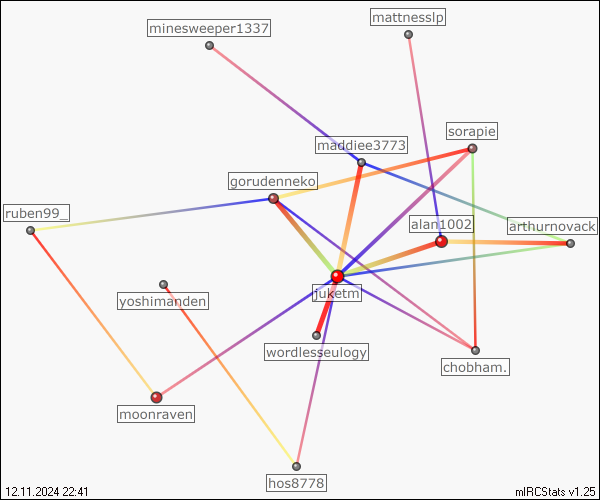 mattnesslp
minesweeper1337
sorapie
maddiee3773
gorudenneko
ruben99_
alan1002
arthurnovack
yoshimanden
juketm
wordlesseulogy
chobham.
moonraven
hos8778
12.11.2024 22:41
mIRCStats v1.25